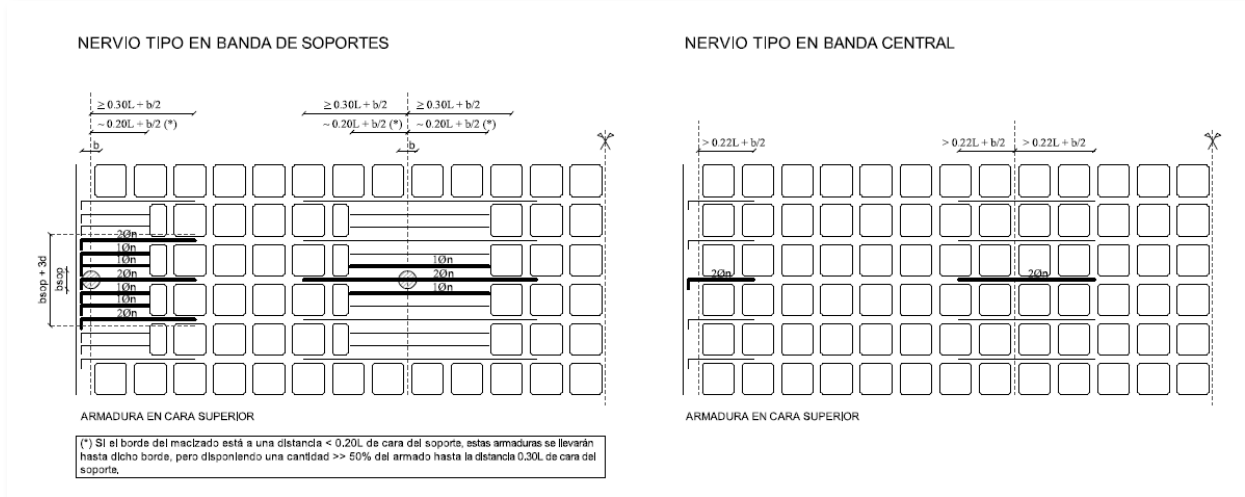 NERVIO TIPO EN BANDA DE SOPORTES
≥ 0.30L + b/2
≥ 0.30L + b/2
≥ 0.30L + b/2
~ 0.20L + b/2 (*)
~ 0.20L + b/2 (*)
~ 0.20L + b/2 (*)
b
b
2Øn
1Øn
1Øn
2Øn
1Øn
1Øn
2Øn
1Øn
2Øn
1Øn
bsop + 3d
bsop
ARMADURA EN CARA SUPERIOR
(*) Si el borde del macizado está a una distancia < 0.20L de cara del soporte, estas armaduras se llevarán
hasta dicho borde, pero disponiendo una cantidad >> 50% del armado hasta la distancia 0.30L de cara del
soporte.
NERVIO TIPO EN BANDA CENTRAL
> 0.22L + b/2
> 0.22L + b/2
> 0.22L + b/2
2Øn
2Øn
ARMADURA EN CARA SUPERIOR